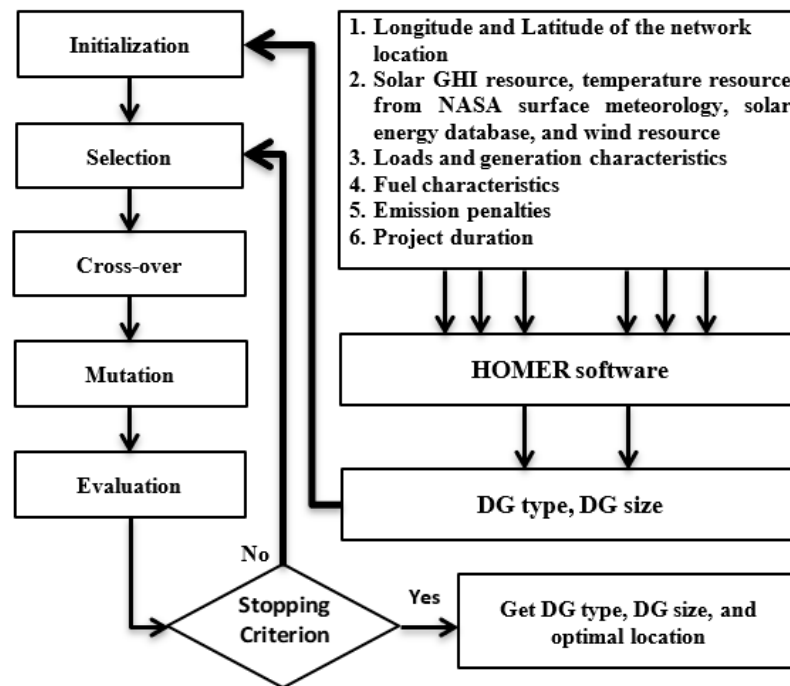 Initialization
Selection
Cross-over
Mutation
Evaluation
No
Stopping
Criterion
Yes
1. Longitude and Latitude of the network
location
2. Solar GHI resource, temperature resource
from NASA surface meteorology, solar
energy database, and wind resource
3. Loads and generation characteristics
4. Fuel characteristics
5. Emission penalties
6. Project duration
HOMER software
DG type, DG size
Get DG type, DG size, and
optimal location